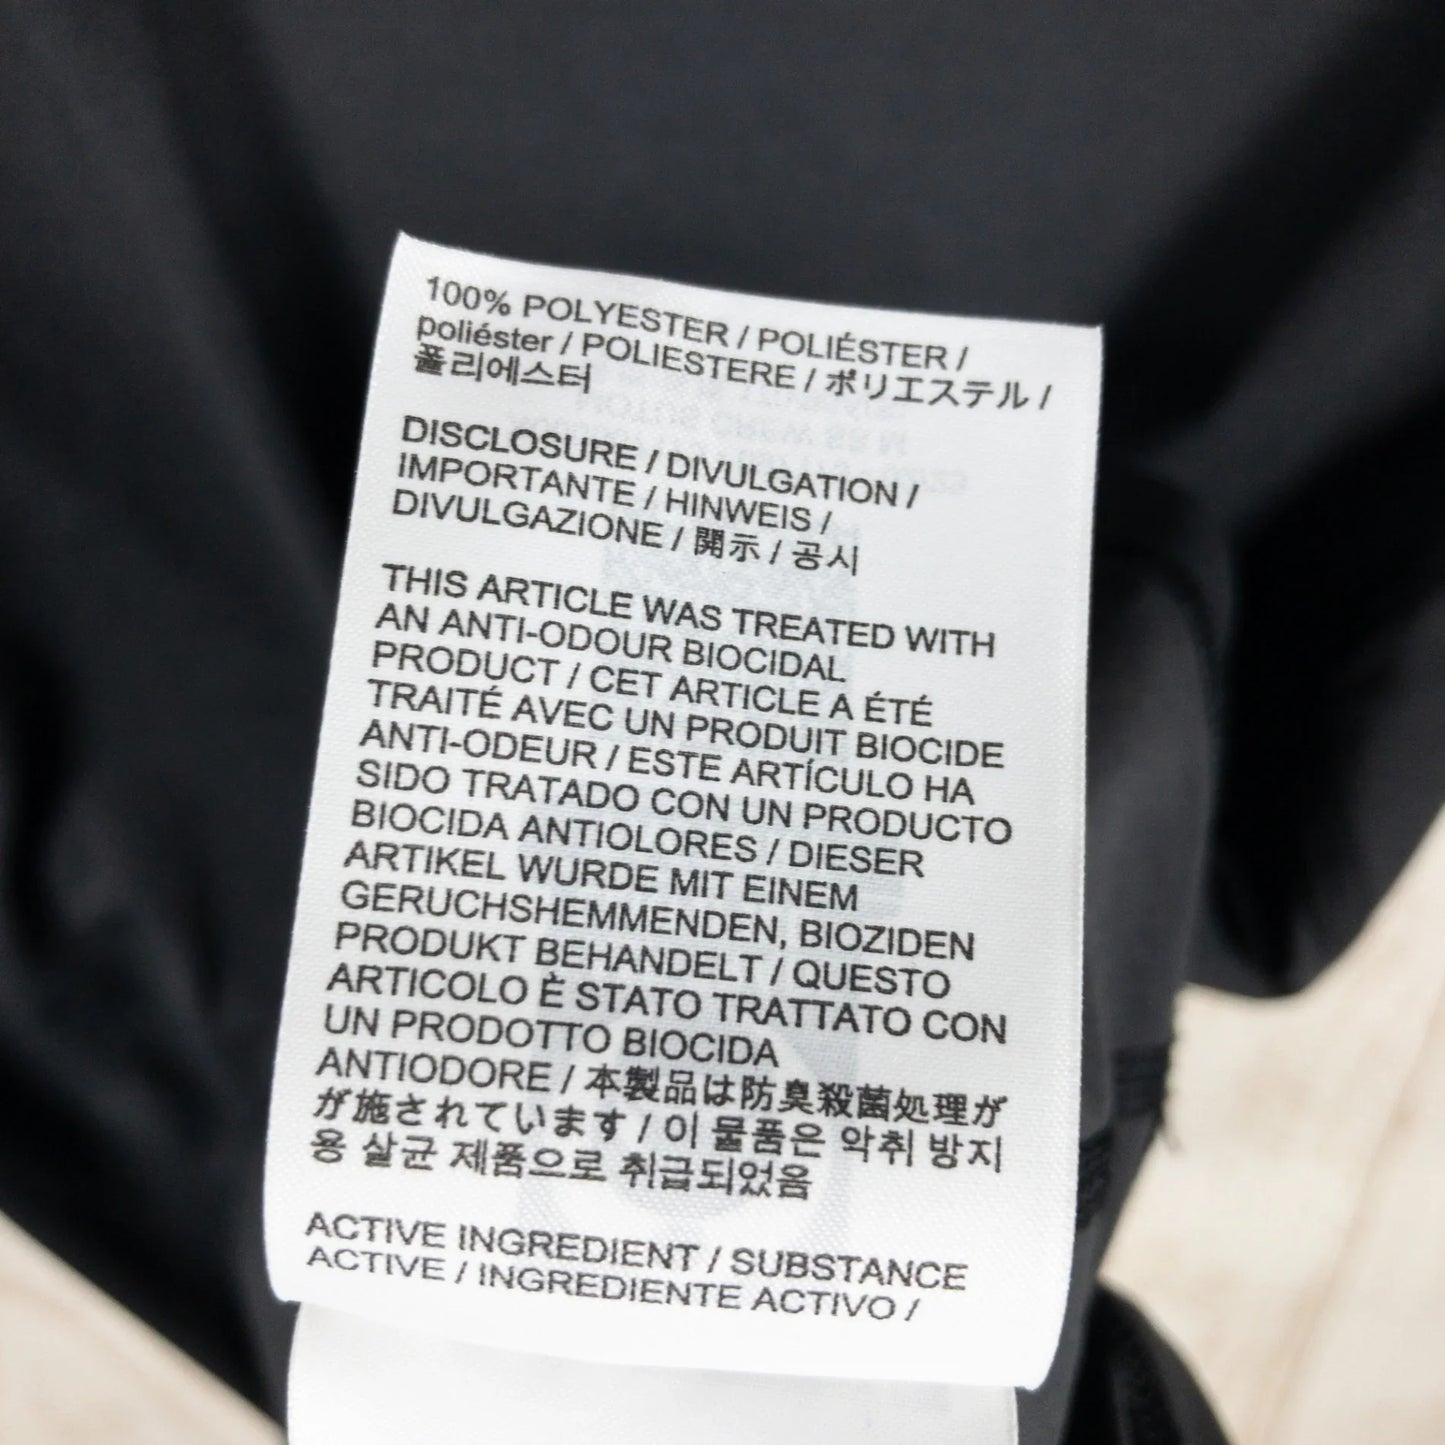 100% POLYESTER / POLIÉSTER /
poliéster / POLIESTERE / ポリエステル /
폴리에스터
DISCLOSURE / DIVULGATION /
IMPORTANTE / HINWEIS /
DIVULGAZIONE / 開示 / 공시
THIS ARTICLE WAS TREATED WITH
AN ANTI-ODOUR BIOCIDAL
PRODUCT / CET ARTICLE A ÉTÉ
TRAITÉ AVEC UN PRODUIT BIOCIDE
ANTI-ODEUR / ESTE ARTÍCULO HA
SIDO TRATADO CON UN PRODUCTO
BIOCIDA ANTIOLORES / DIESER
ARTIKEL WURDE MIT EINEM
GERUCHSHEMMENDEN, BIOZIDEN
PRODUKT BEHANDELT / QUESTO
ARTICOLO È STATO TRATTATO CON
UN PRODOTTO BIOCIDA
ANTIODORE / 本製品は防臭殺菌処理が
が施されています / 이 물품은 악취 방지
용 살균 제품으로 취급되었음
ACTIVE INGREDIENT / SUBSTANCE
ACTIVE / INGREDIENTE ACTIVO /